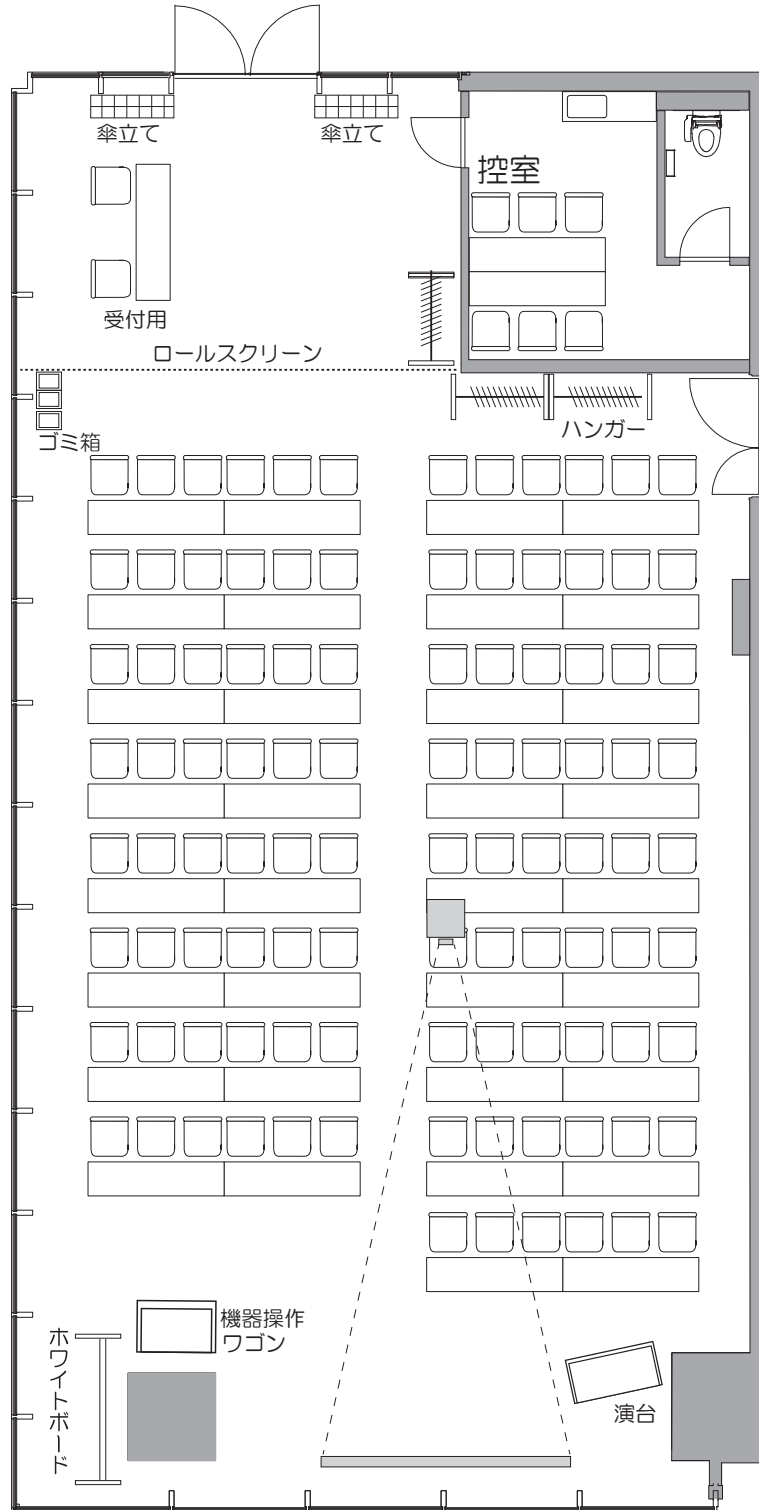 傘立て
傘立て
控室
受付用
ロールスクリーン
ゴミ箱
ハンガー
機器操作
ワゴン
ホワイトボード
演台